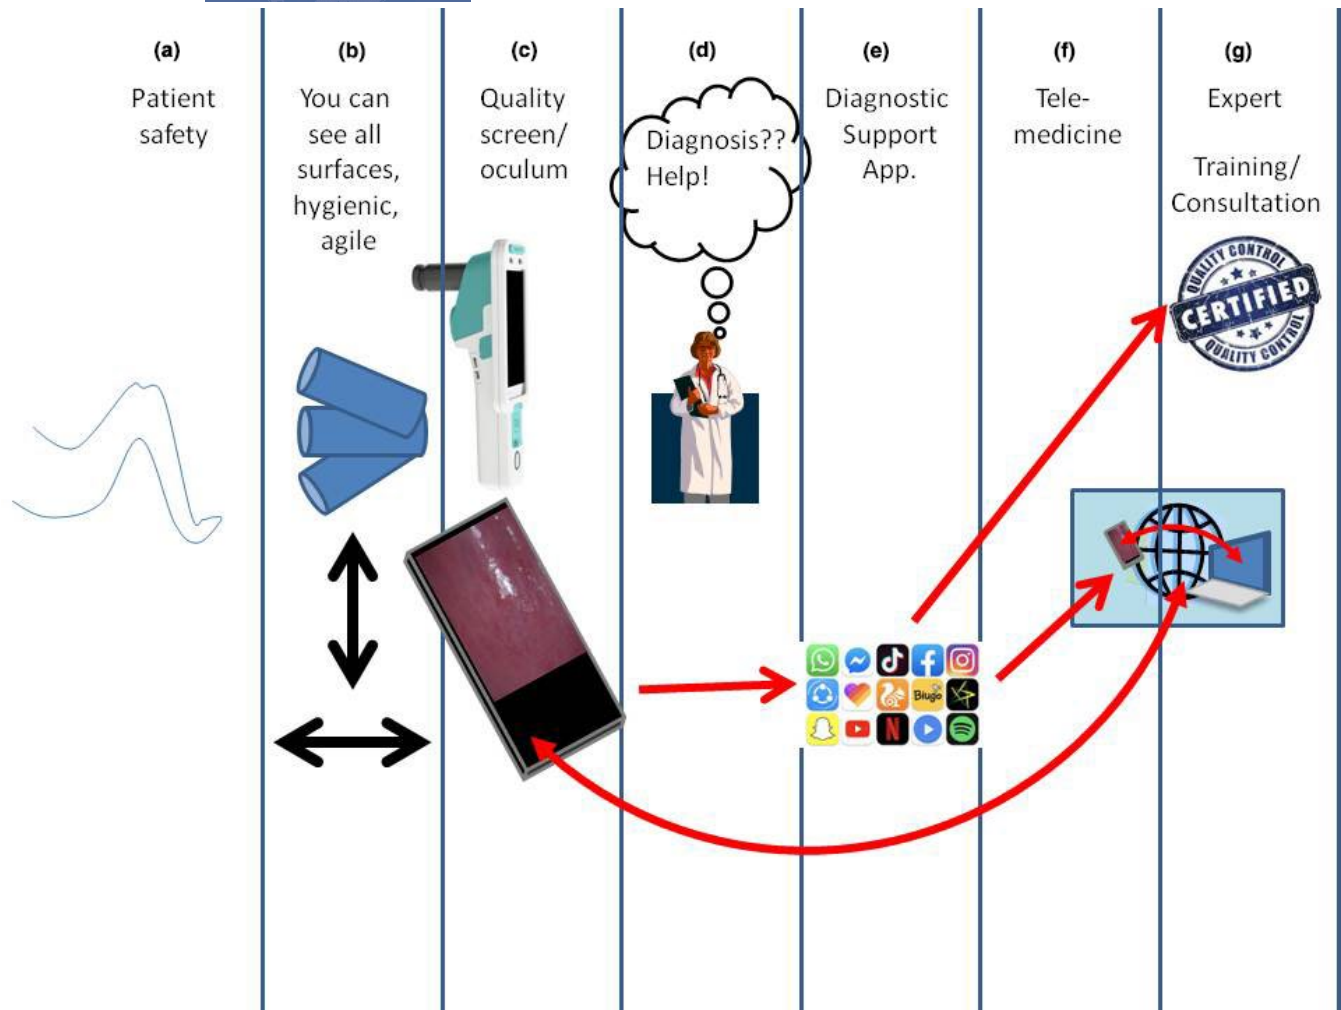 (a)
Patient
safety
(b)
You can
see all
surfaces,
hygienic,
agile
(c)
Quality
screen/
oculum
(d)
Diagnosis??
Help!
(e)
Diagnostic
Support
App.
(f)
Tele-
medicine
(g)
Expert
Training/
Consultation
QUALITY CONTROL
CERTIFIED
QUALITY CONTROL
Biugo